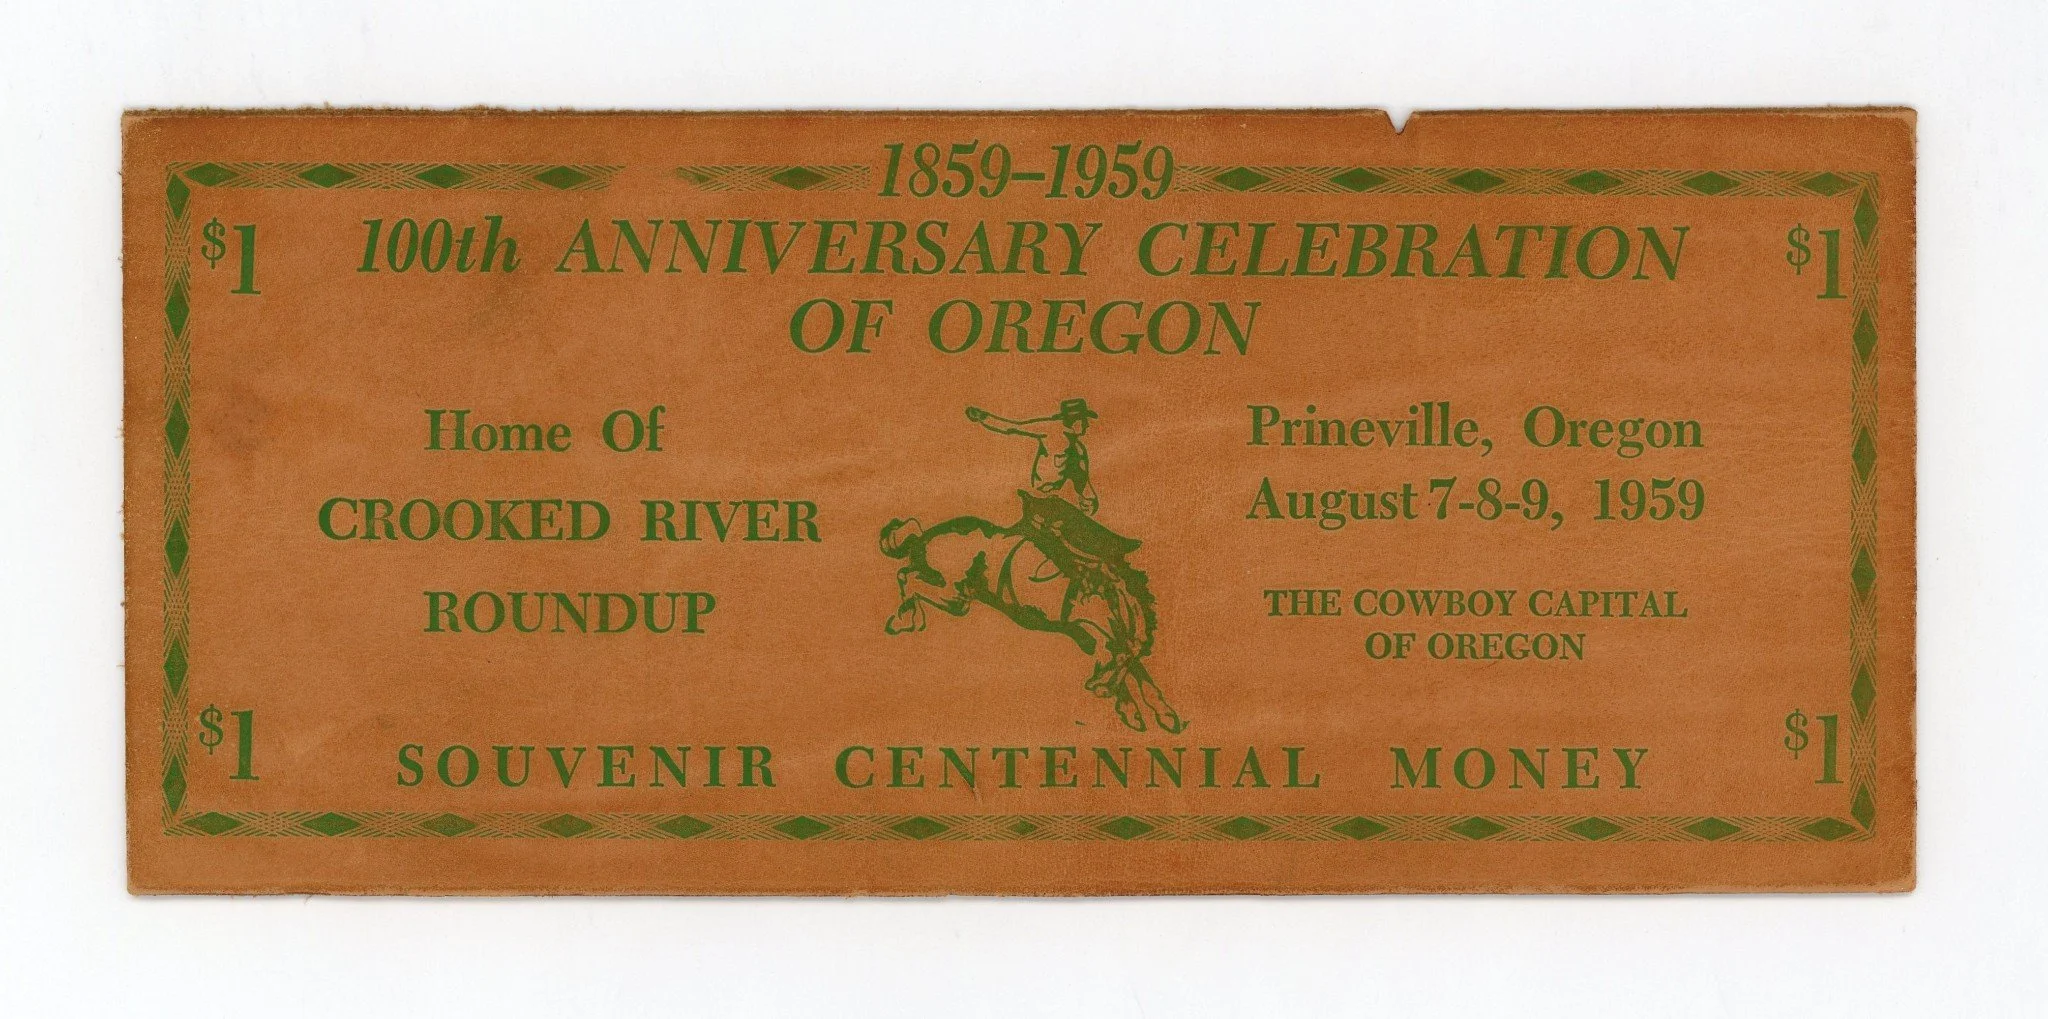 1859–1959
$1 100th ANNIVERSARY CELEBRATION $1
OF OREGON
Home Of
CROOKED RIVER
ROUNDUP
Prineville, Oregon
August 7-8-9, 1959
THE COWBOY CAPITAL
OF OREGON
$1 SOUVENIR CENTENNIAL MONEY $1